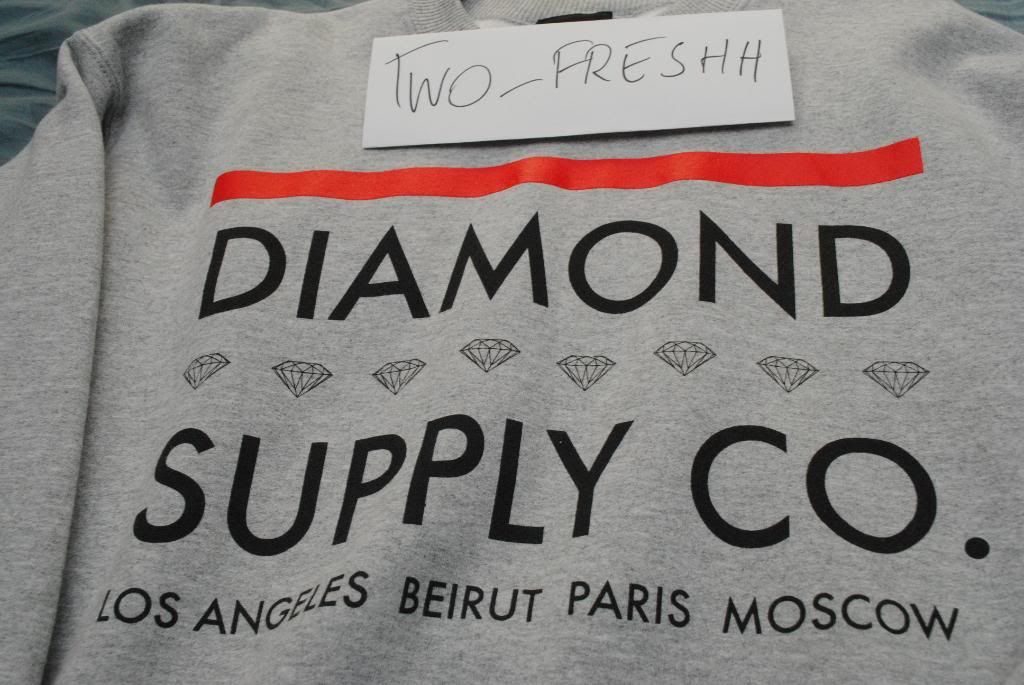 TWO_FRESHH
DIAMOND
SUPPLY CO.
LOS ANGELES BEIRUT PARIS MOSCOW